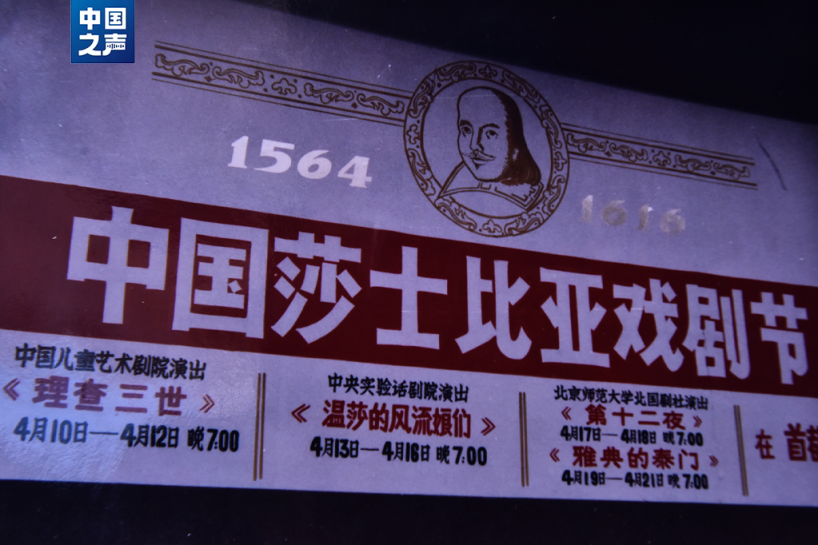 中国
之声
1564
1616
中国莎士比亚戏剧节
中国儿童艺术剧院演出
《理查三世》
4月10日—4月12日 晚7:00
中央实验话剧院演出
《温莎的风流娘们》
4月13日—4月16日 晚7:00
北京师范大学北国剧社演出
《第十二夜》
4月17日—4月18日 晚7:00
《雅典的泰门》
4月19日—4月21日 晚7:00
在 首都